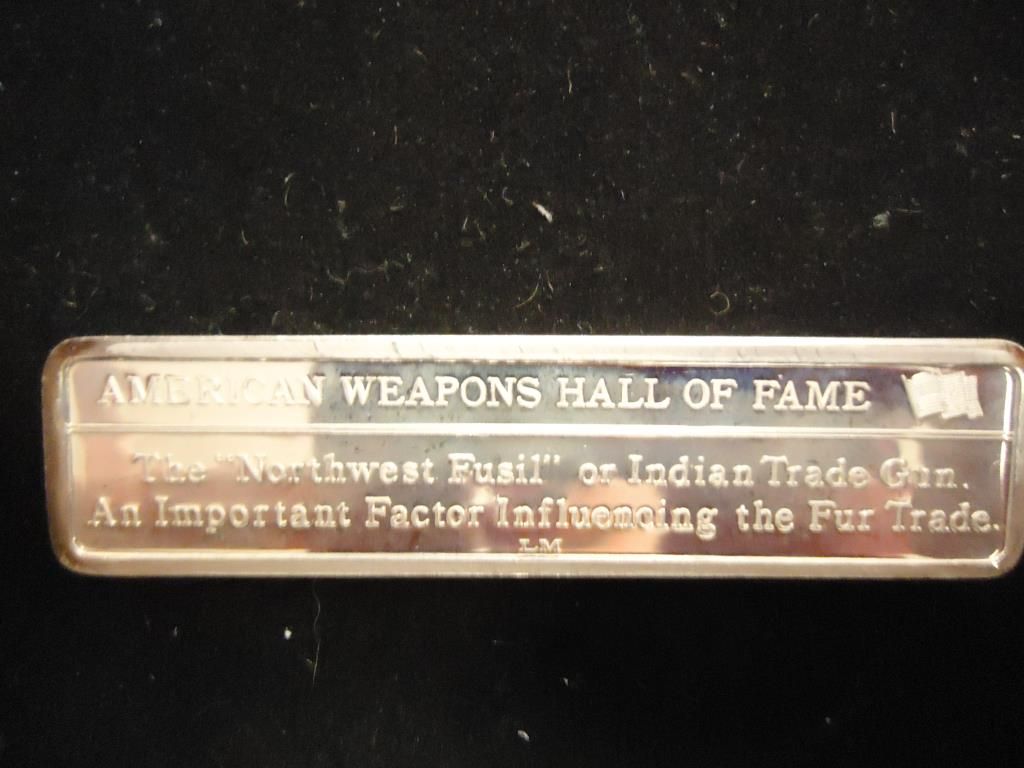 AMERICAN WEAPONS HALL OF FAME
The "Northwest Fusil" or Indian Trade Gun.
An Important Factor Influencing the Fur Trade.
LM